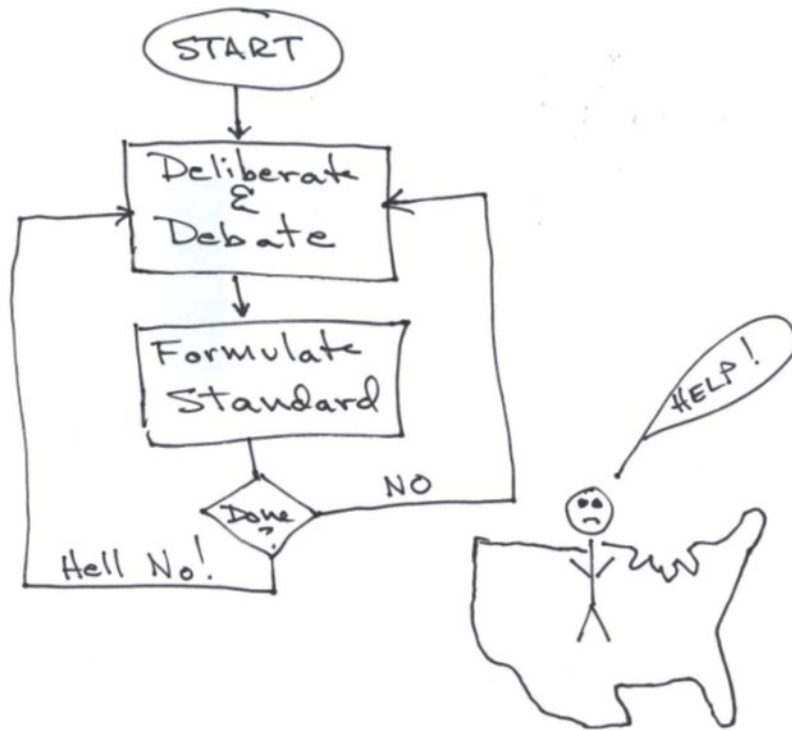 START
Deliberate
&
Debate
Formulate
Standard
Done
?
NO
Hell No!
HELP!